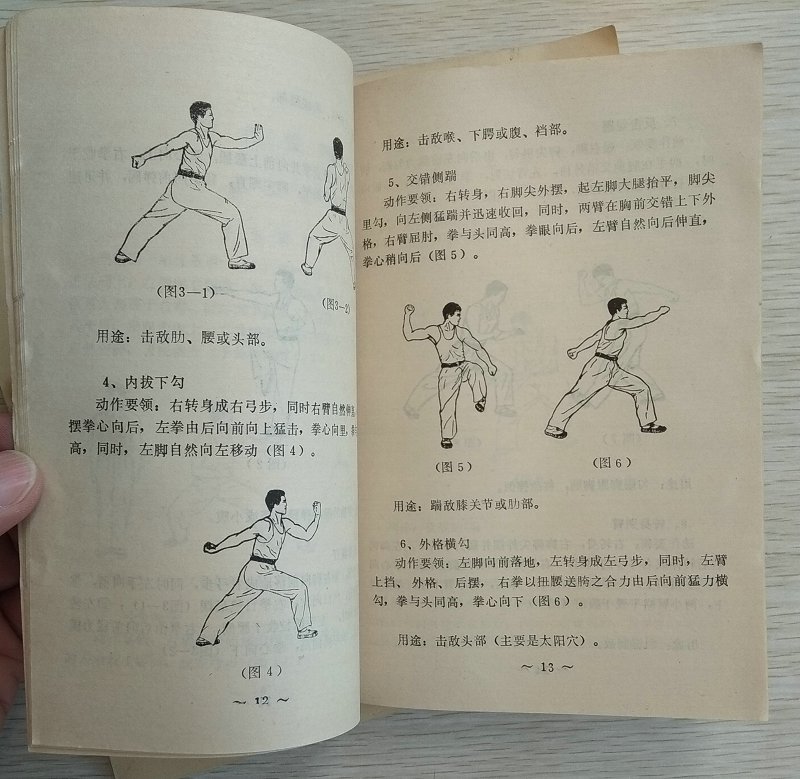 (图3—1)
(图3—2)
用途：击敌肋、腰或头部。
4、内拔下勾
动作要领：右转身成右弓步，同时右臂自然伸直
摆拳心向后，左拳由后向前向上猛击，拳心向里，拳与
高，同时，左脚自然向左移动（图4）。
(图4)
～ 12 ～
用途：击敌喉、下腭或腹、裆部。
5、交错侧踹
动作要领：右转身，右脚尖外摆，起左脚大腿抬平，脚尖
里勾，向左侧猛踹并迅速收回，同时，两臂在胸前交错上下外
格，右臂屈肘，拳与头同高，拳眼向后，左臂自然向后伸直，
拳心稍向后（图5）。
(图5)
(图6)
用途：踹敌膝关节或肋部。
6、外格横勾
动作要领：左脚向前落地，左转身成左弓步，同时，左臂
上挡、外格、后摆，右拳以扭腰送胯之合力由后向前猛力横
勾，拳与头同高，拳心向下（图6）。
用途：击敌头部（主要是太阳穴）。
～ 13 ～